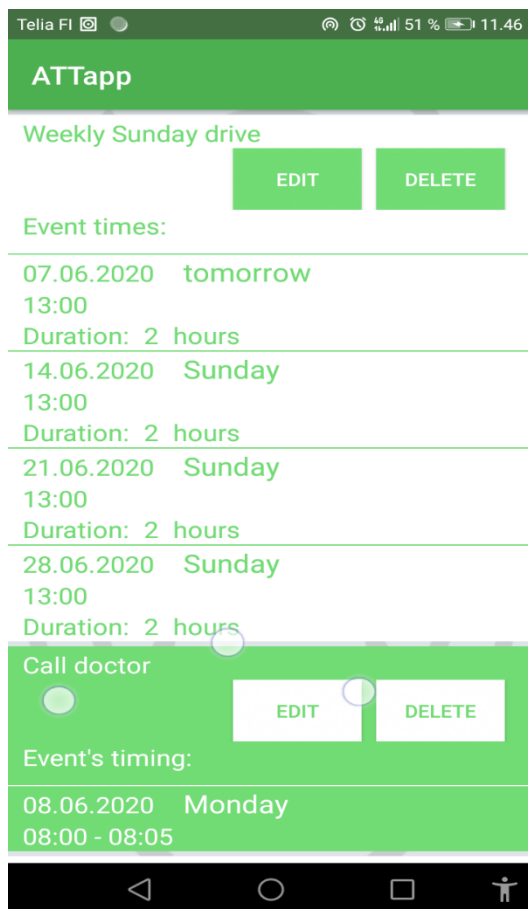 Telia FI 4G 51 % 11.46
ATTapp
Weekly Sunday drive
EDIT DELETE
Event times:
07.06.2020 tomorrow
13:00
Duration: 2 hours
14.06.2020 Sunday
13:00
Duration: 2 hours
21.06.2020 Sunday
13:00
Duration: 2 hours
28.06.2020 Sunday
13:00
Duration: 2 hours
Call doctor
EDIT DELETE
Event's timing:
08.06.2020 Monday
08:00 - 08:05